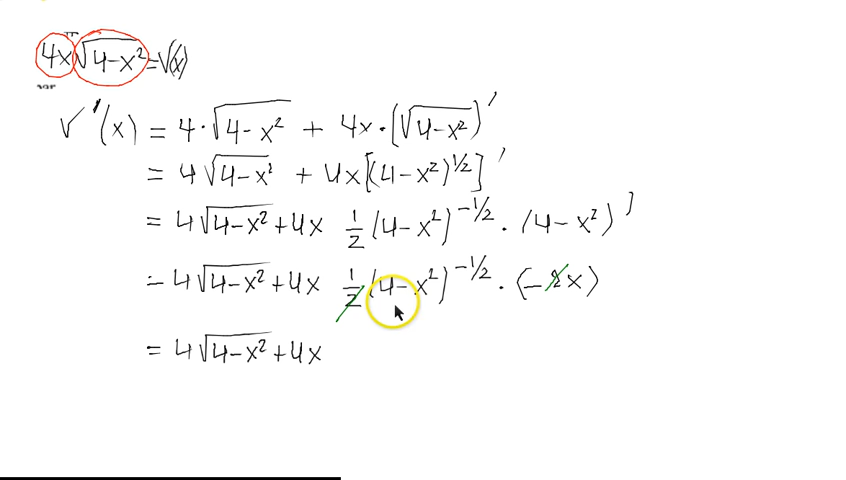 4x√(4-x²) = V(x)
V'(x) = 4·√(4-x²) + 4x·(√(4-x²))'
= 4√(4-x²) + 4x[(4-x²)^1/2]'
= 4√(4-x²) + 4x 1/2 (4-x²)^-1/2 · (4-x²)'
= 4√(4-x²) + 4x 1/2 (4-x²)^-1/2 · (-2x)
= 4√(4-x²) + 4x